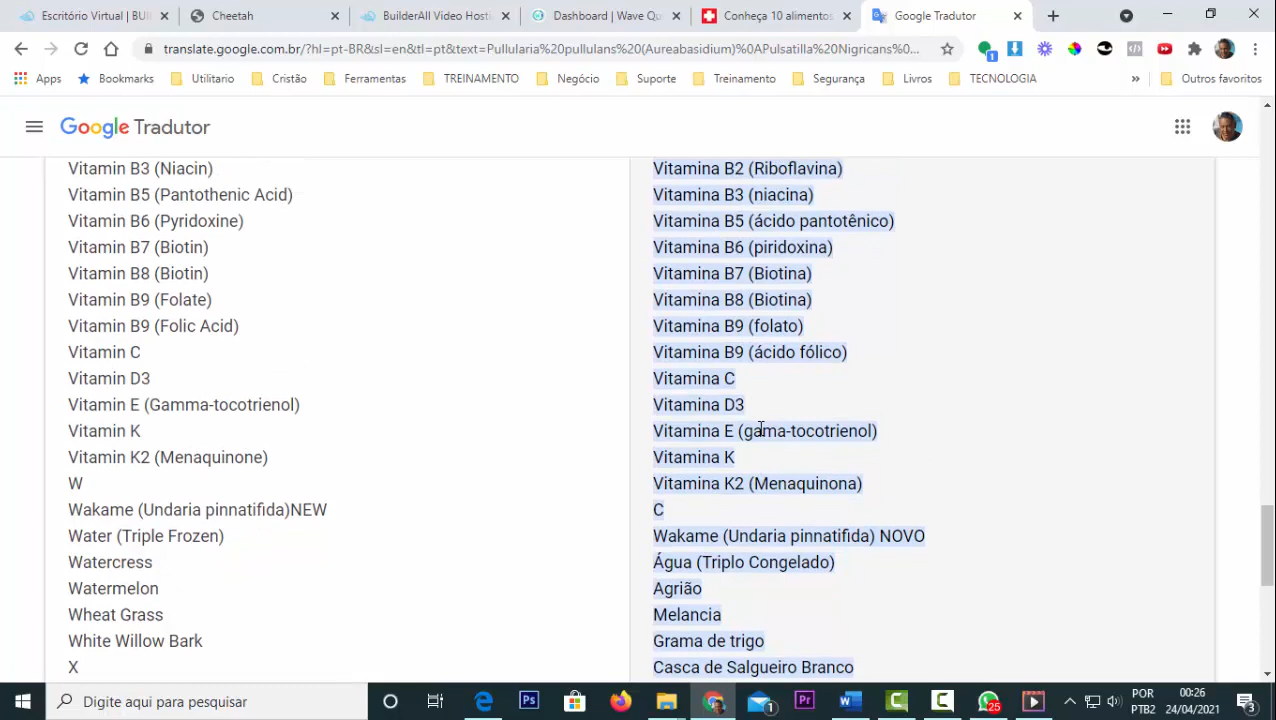 Escritório Virtual | BUI
Cheetah
BuilderAll Video Hosti
Dashboard | Wave Qu
Conheça 10 alimentos
Google Tradutor
translate.google.com.br/?hl=pt-BR&sl=en&tl=pt&text=Pullularia%20pullulans%20(Aureabasidium)%0APulsatilla%20Nigricans%0...
Apps
Bookmarks
Utilitario
Cristão
Ferramentas
TREINAMENTO
Negócio
Suporte
Treinamento
Segurança
Livros
TECNOLOGIA
»
Outros favoritos
Google Tradutor
Vitamin B3 (Niacin)
Vitamin B5 (Pantothenic Acid)
Vitamin B6 (Pyridoxine)
Vitamin B7 (Biotin)
Vitamin B8 (Biotin)
Vitamin B9 (Folate)
Vitamin B9 (Folic Acid)
Vitamin C
Vitamin D3
Vitamin E (Gamma-tocotrienol)
Vitamin K
Vitamin K2 (Menaquinone)
W
Wakame (Undaria pinnatifida)NEW
Water (Triple Frozen)
Watercress
Watermelon
Wheat Grass
White Willow Bark
X
Vitamina B2 (Riboflavina)
Vitamina B3 (niacina)
Vitamina B5 (ácido pantotênico)
Vitamina B6 (piridoxina)
Vitamina B7 (Biotina)
Vitamina B8 (Biotina)
Vitamina B9 (folato)
Vitamina B9 (ácido fólico)
Vitamina C
Vitamina D3
Vitamina E (gama-tocotrienol)
Vitamina K
Vitamina K2 (Menaquinona)
C
Wakame (Undaria pinnatifida) NOVO
Água (Triplo Congelado)
Agrião
Melancia
Grama de trigo
Casca de Salgueiro Branco
Digite aqui para pesquisar
Ps
1
Pr
25
POR
PTB2
00:26
24/04/2021
3